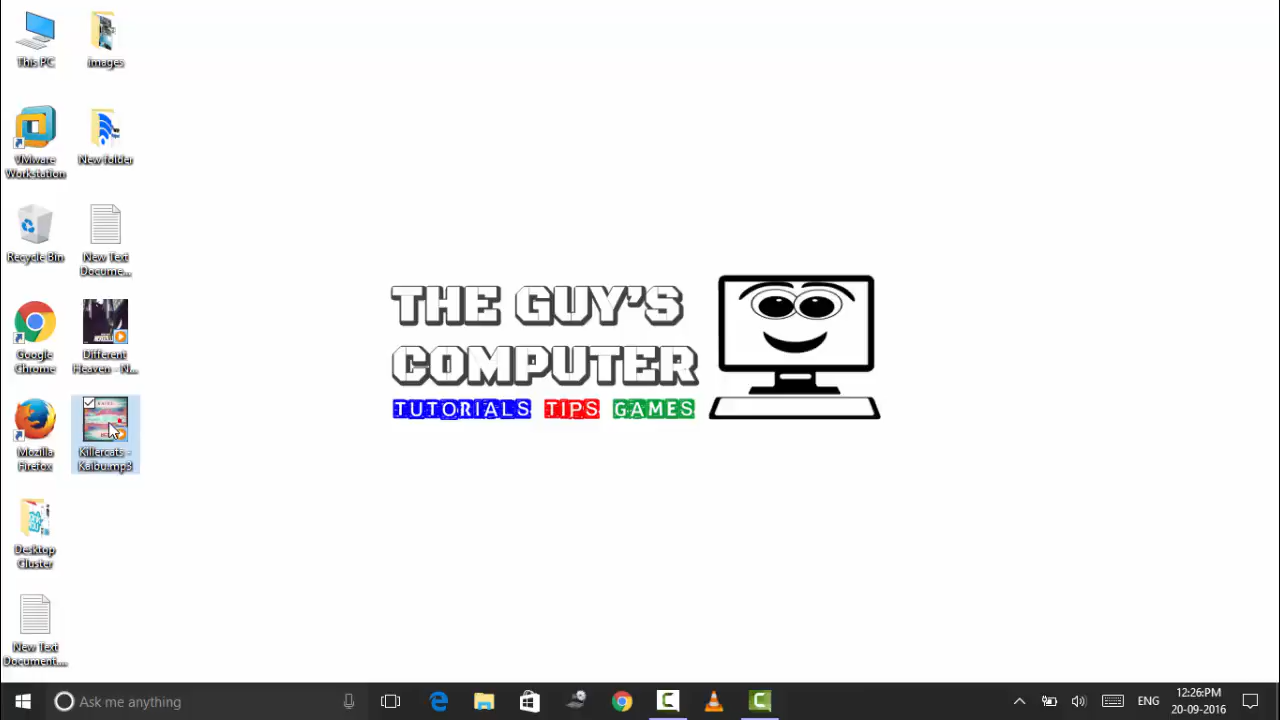 This PC
images
VMware
Workstation
New folder
Recycle Bin
New Text
Docume...
Google
Chrome
Different
Heaven - N...
Mozilla
Firefox
Killercats -
Kaibu.mp3
Desktop
Cluster
New Text
Document....
THE GUY'S
COMPUTER
TUTORIALS TIPS GAMES
Ask me anything
ENG
12:26:PM
20-09-2016